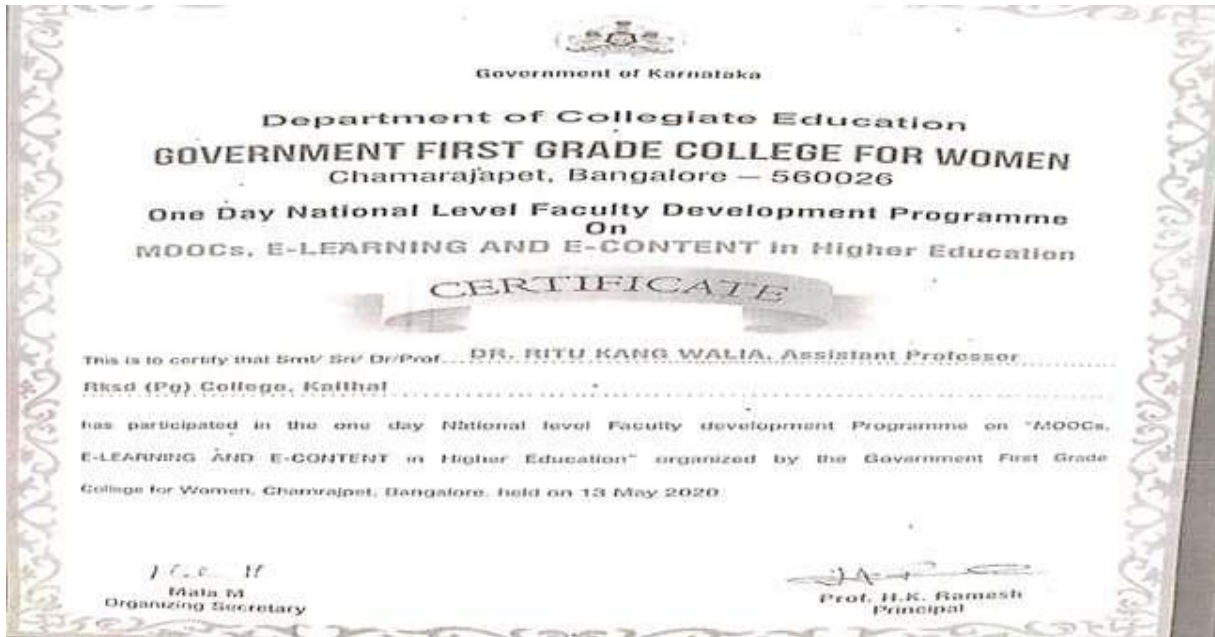 Government of Karnataka
Department of Collegiate Education
GOVERNMENT FIRST GRADE COLLEGE FOR WOMEN
Chamarajapet, Bangalore – 560026
One Day National Level Faculty Development Programme
On
MOOCs, E-LEARNING AND E-CONTENT in Higher Education
CERTIFICATE
This is to certify that Smt/ Sri/ Dr/Prof. DR. RITU KANG WALIA, Assistant Professor
Rksd (Pg) College, Kaithal
has participated in the one day National level Faculty development Programme on "MOOCs,
E-LEARNING AND E-CONTENT in Higher Education" organized by the Government First Grade
College for Women, Chamrajpet, Bangalore. held on 13 May 2020
Mala M
Organizing Secretary
Prof. H.K. Ramesh
Principal